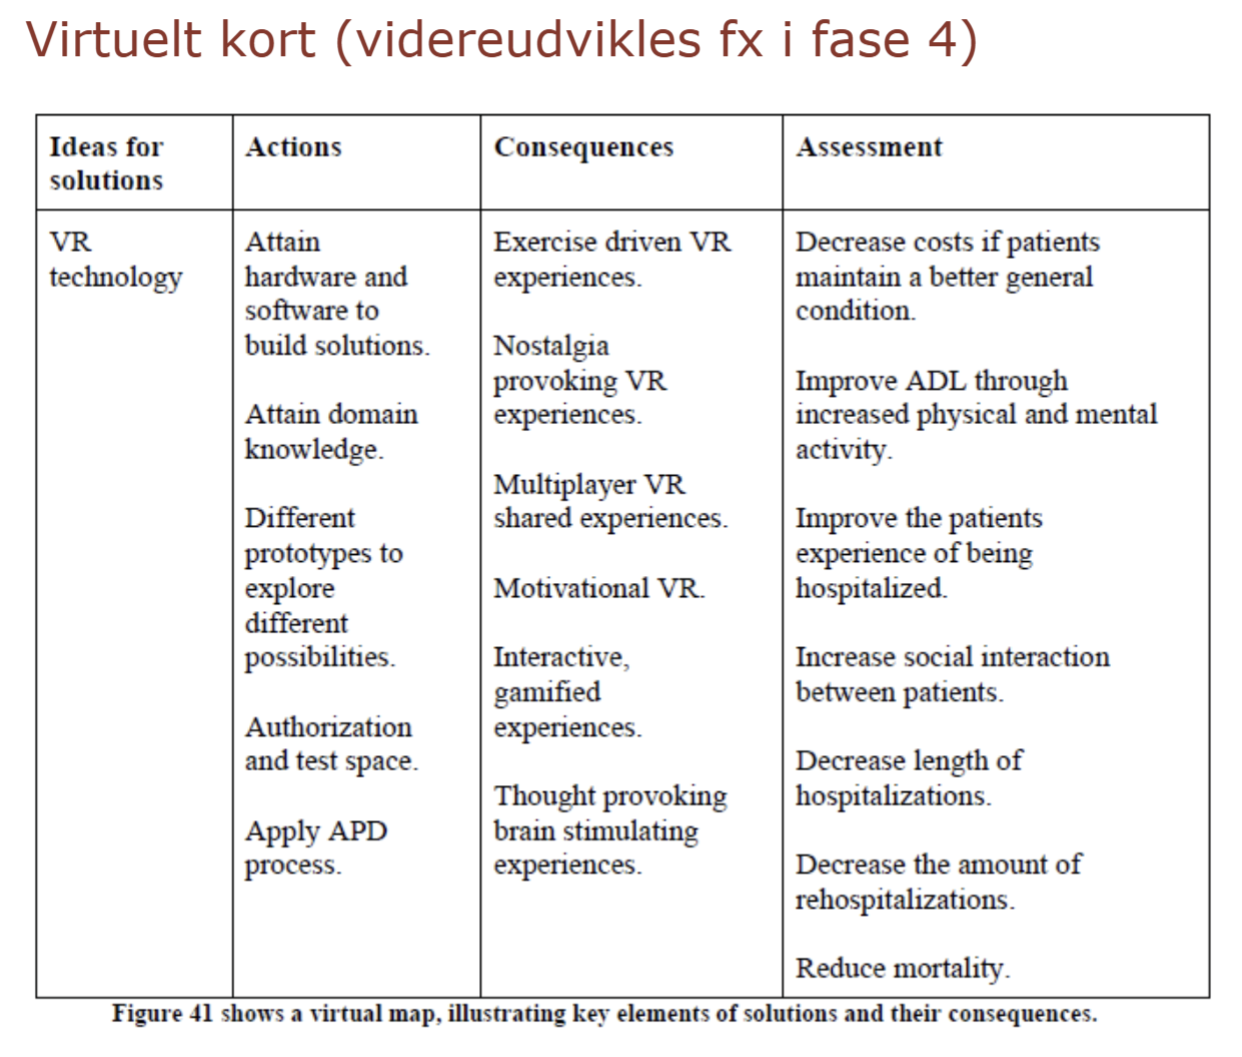 Virtuelt kort (videreudvikles fx i fase 4)
Ideas for
solutions
Actions
Consequences
Assessment
VR
technology
Attain
hardware and
software to
build solutions.
Attain domain
knowledge.
Different
prototypes to
explore
different
possibilities.
Authorization
and test space.
Apply APD
process.
Exercise driven VR
experiences.
Nostalgia
provoking VR
experiences.
Multiplayer VR
shared experiences.
Motivational VR.
Interactive,
gamified
experiences.
Thought provoking
brain stimulating
experiences.
Decrease costs if patients
maintain a better general
condition.
Improve ADL through
increased physical and mental
activity.
Improve the patients
experience of being
hospitalized.
Increase social interaction
between patients.
Decrease length of
hospitalizations.
Decrease the amount of
rehospitalizations.
Reduce mortality.
Figure 41 shows a virtual map, illustrating key elements of solutions and their consequences.